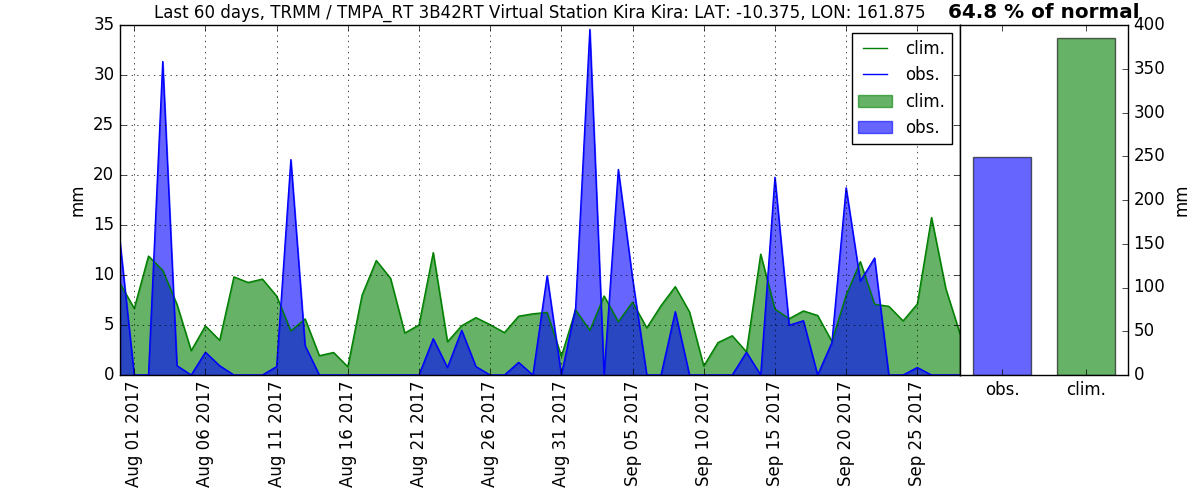 Last 60 days, TRMM / TMPA_RT 3B42RT Virtual Station Kira Kira: LAT: -10.375, LON: 161.875
64.8 % of normal
35
30
25
20
15
10
5
0
mm
clim.
obs.
clim.
obs.
400
350
300
250
200
150
100
50
0
mm
Aug 01 2017
Aug 06 2017
Aug 11 2017
Aug 16 2017
Aug 21 2017
Aug 26 2017
Aug 31 2017
Sep 05 2017
Sep 10 2017
Sep 15 2017
Sep 20 2017
Sep 25 2017
obs.
clim.